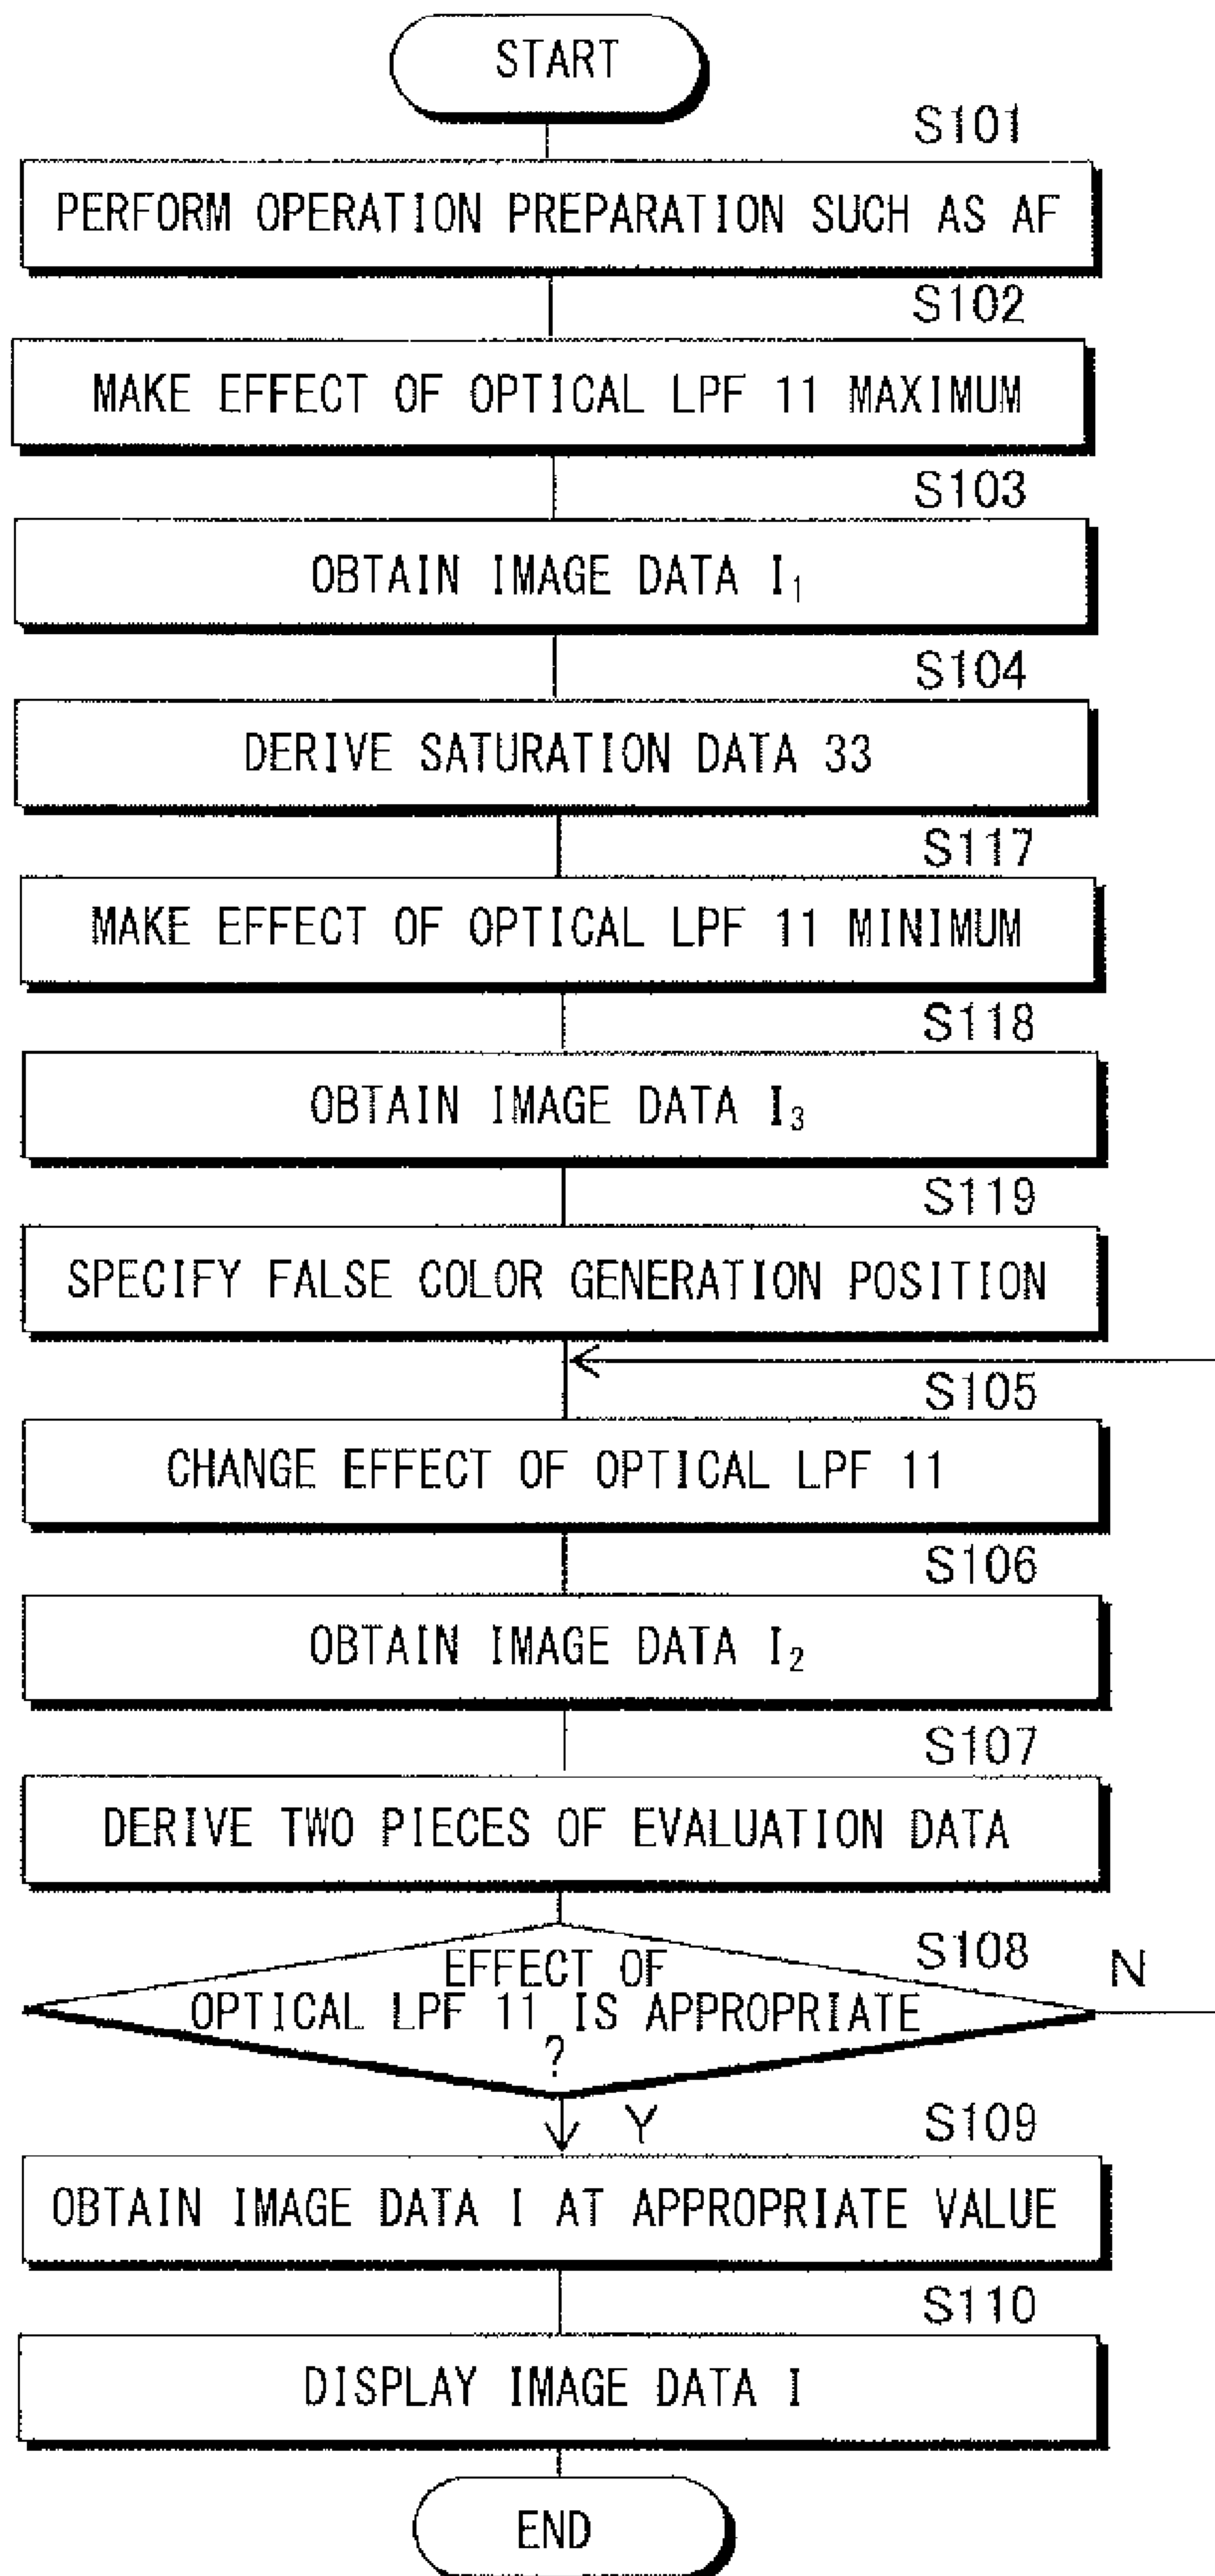 START
S101
PERFORM OPERATION PREPARATION SUCH AS AF
S102
MAKE EFFECT OF OPTICAL LPF 11 MAXIMUM
S103
OBTAIN IMAGE DATA I₁
S104
DERIVE SATURATION DATA 33
S117
MAKE EFFECT OF OPTICAL LPF 11 MINIMUM
S118
OBTAIN IMAGE DATA I₃
S119
SPECIFY FALSE COLOR GENERATION POSITION
S105
CHANGE EFFECT OF OPTICAL LPF 11
S106
OBTAIN IMAGE DATA I₂
S107
DERIVE TWO PIECES OF EVALUATION DATA
S108
N
EFFECT OF
OPTICAL LPF 11 IS APPROPRIATE
?
Y
S109
OBTAIN IMAGE DATA I AT APPROPRIATE VALUE
S110
DISPLAY IMAGE DATA I
END